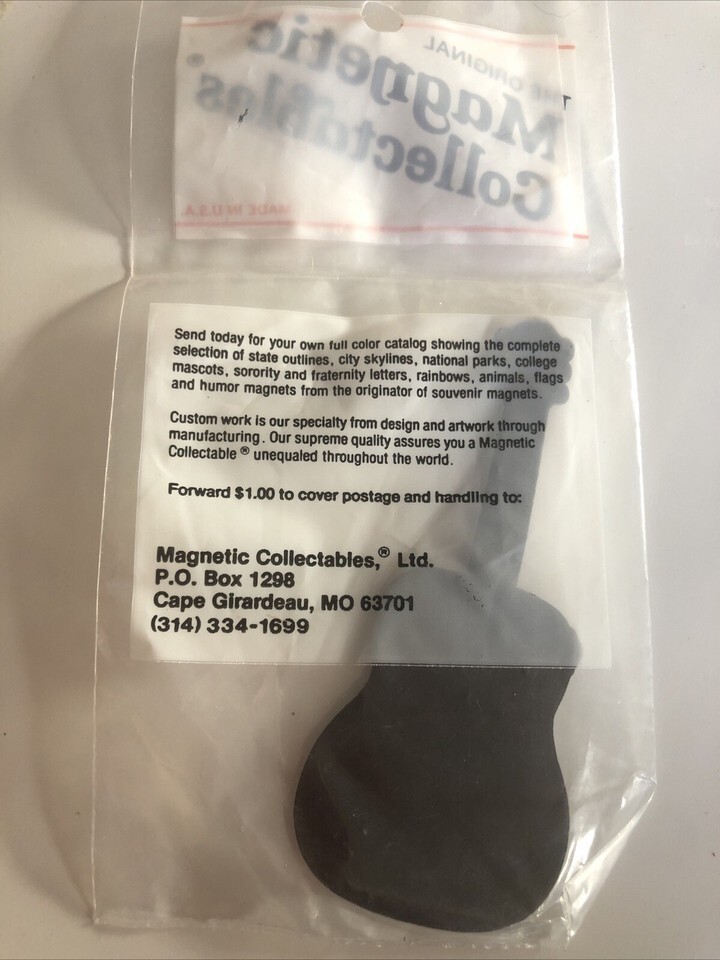 THE ORIGINAL
Magnetic
Collectables®
MADE IN U.S.A.
Send today for your own full color catalog showing the complete
selection of state outlines, city skylines, national parks, college
mascots, sorority and fraternity letters, rainbows, animals, flags
and humor magnets from the originator of souvenir magnets.
Custom work is our specialty from design and artwork through
manufacturing. Our supreme quality assures you a Magnetic
Collectable® unequaled throughout the world.
Forward $1.00 to cover postage and handling to:
Magnetic Collectables,® Ltd.
P.O. Box 1298
Cape Girardeau, MO 63701
(314) 334-1699